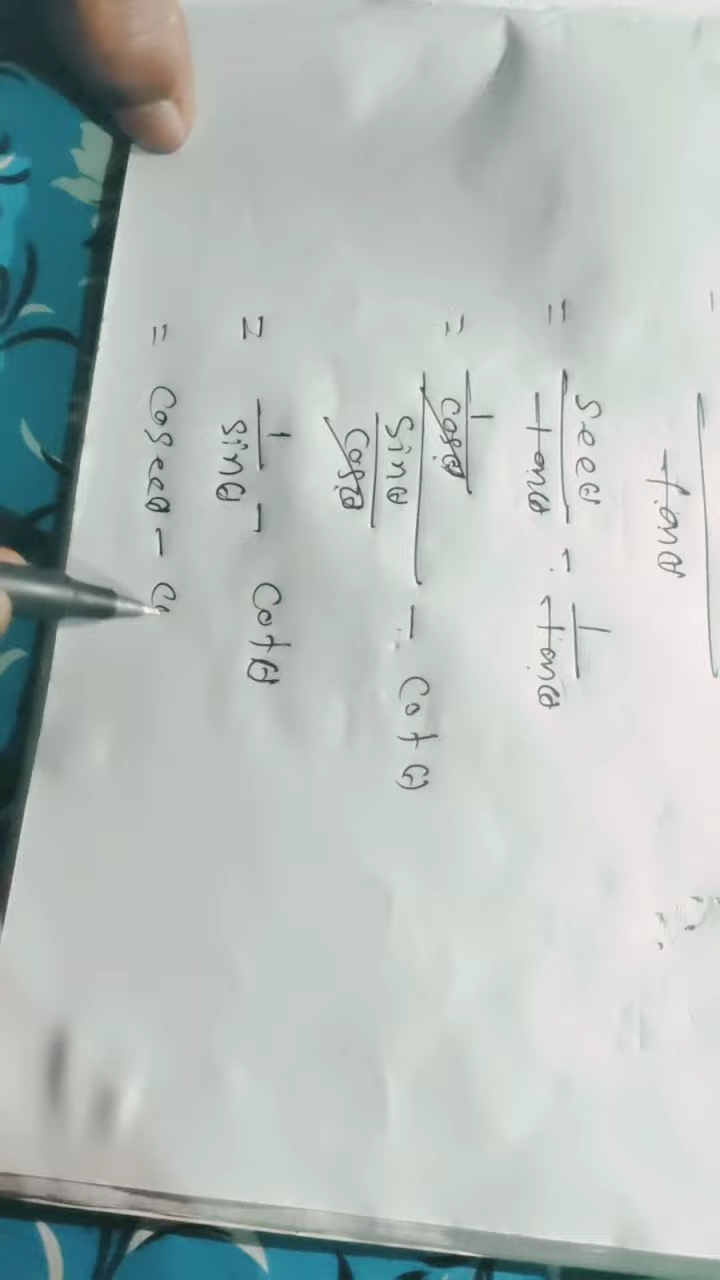 tanθ
= secθ/tanθ - 1/tanθ
= (1/cosθ)/(sinθ/cosθ) - cotθ
= 1/sinθ - cotθ
= cosecθ - c